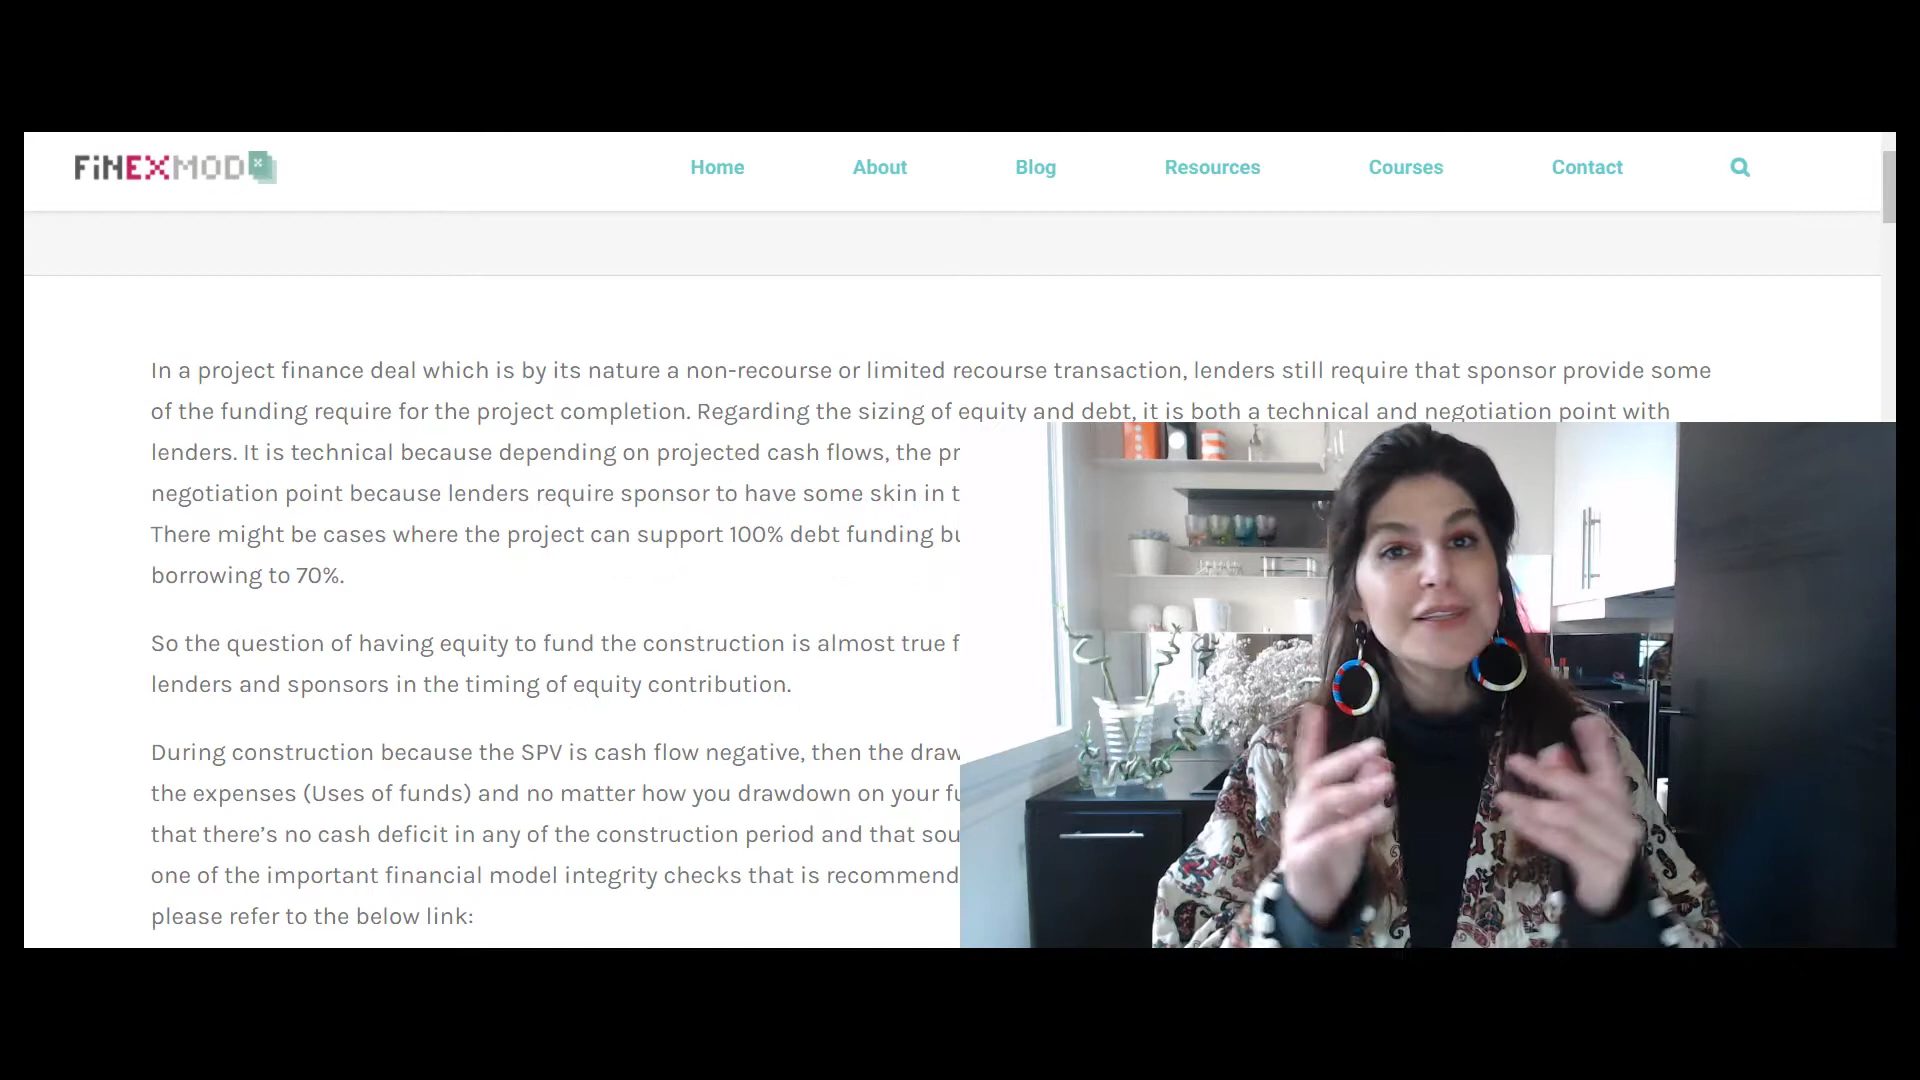 FiNEXMOD
Home About Blog Resources Courses Contact
In a project finance deal which is by its nature a non-recourse or limited recourse transaction, lenders still require that sponsor provide some
of the funding require for the project completion. Regarding the sizing of equity and debt, it is both a technical and negotiation point with
lenders. It is technical because depending on projected cash flows, the pr
negotiation point because lenders require sponsor to have some skin in t
There might be cases where the project can support 100% debt funding bu
borrowing to 70%.
So the question of having equity to fund the construction is almost true f
lenders and sponsors in the timing of equity contribution.
During construction because the SPV is cash flow negative, then the draw
the expenses (Uses of funds) and no matter how you drawdown on your fu
that there’s no cash deficit in any of the construction period and that sou
one of the important financial model integrity checks that is recommend
please refer to the below link: